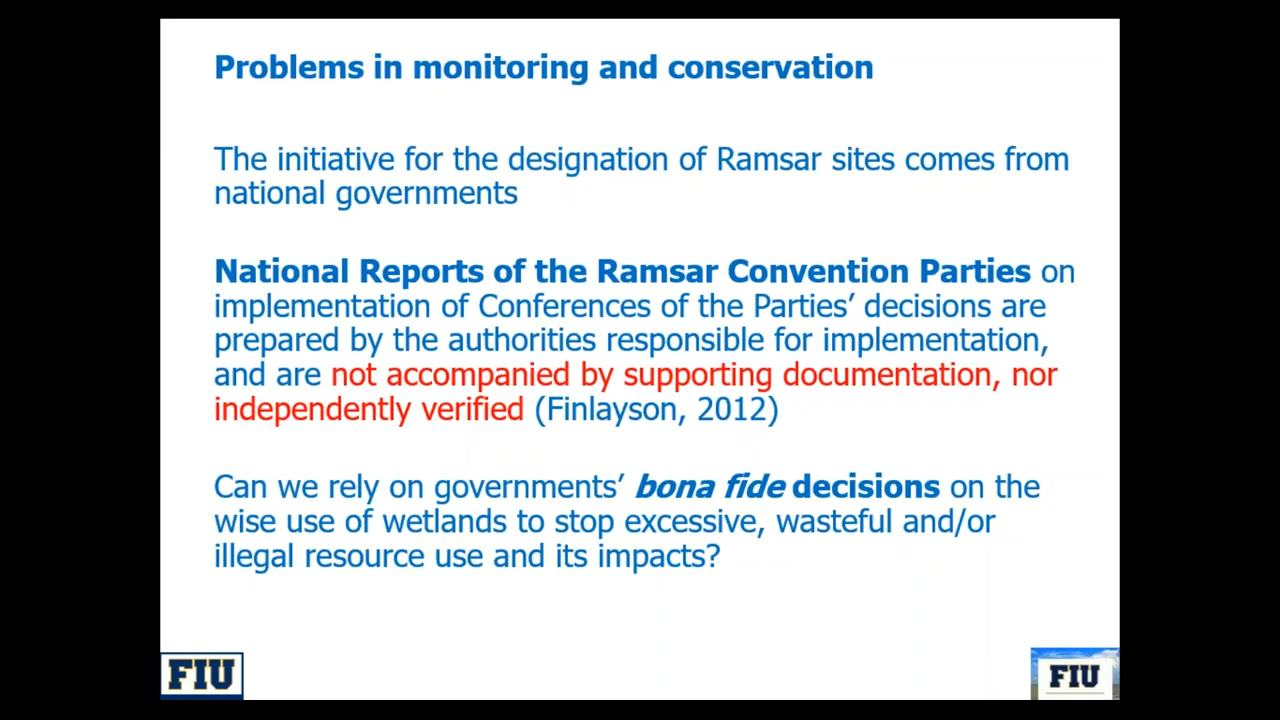 Problems in monitoring and conservation
The initiative for the designation of Ramsar sites comes from
national governments
National Reports of the Ramsar Convention Parties on
implementation of Conferences of the Parties’ decisions are
prepared by the authorities responsible for implementation,
and are not accompanied by supporting documentation, nor
independently verified (Finlayson, 2012)
Can we rely on governments’ bona fide decisions on the
wise use of wetlands to stop excessive, wasteful and/or
illegal resource use and its impacts?
FIU
FIU